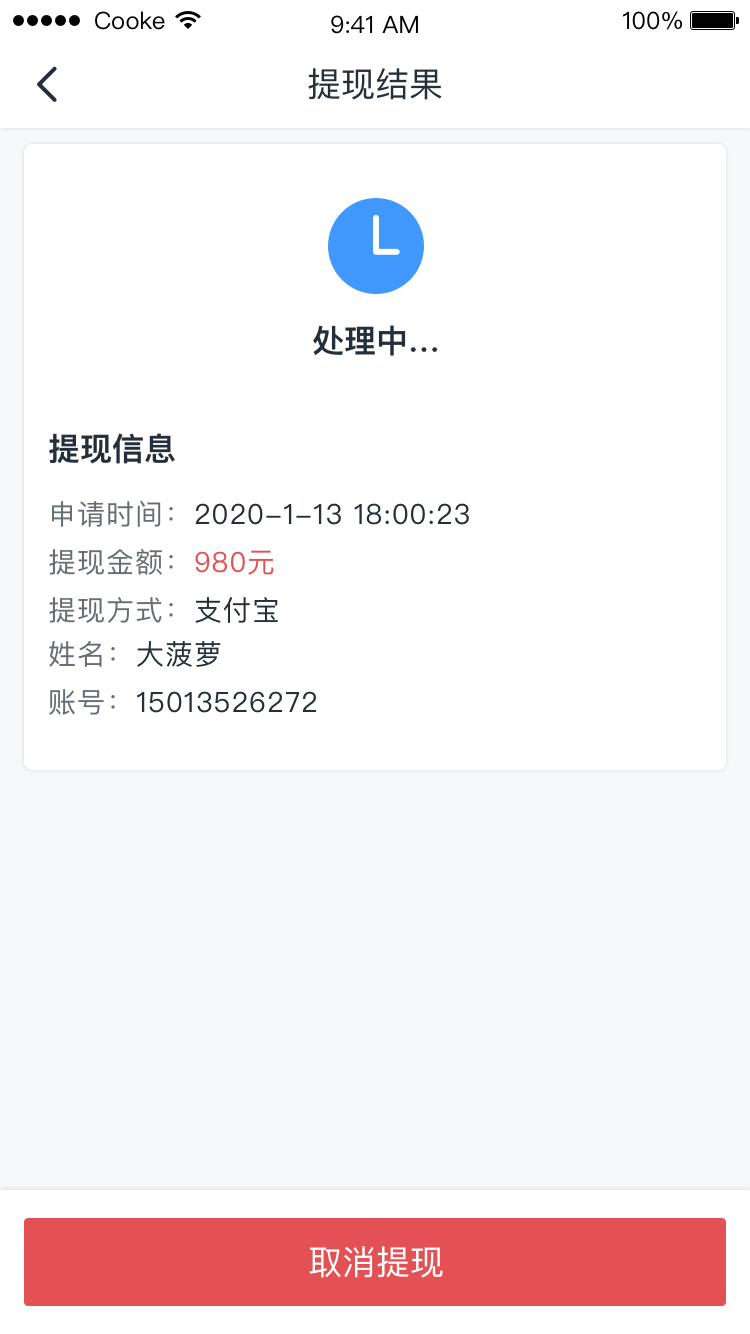 Cooke 9:41 AM 100%
提现结果
处理中...
提现信息
申请时间：2020-1-13 18:00:23
提现金额：980元
提现方式：支付宝
姓名：大菠萝
账号：15013526272
取消提现